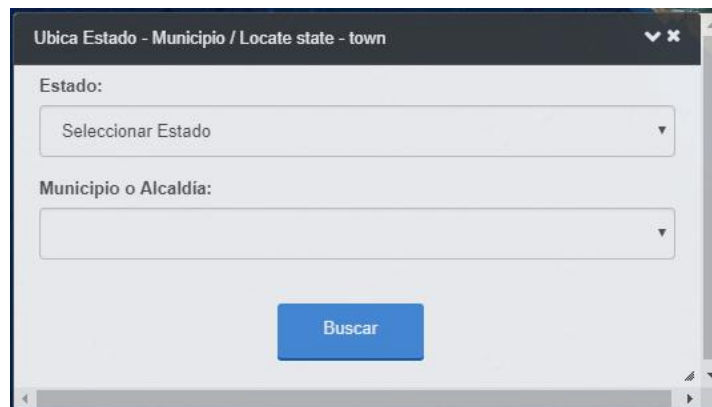 Ubica Estado - Municipio / Locate state - town
Estado:
Seleccionar Estado
Municipio o Alcaldía:
Buscar